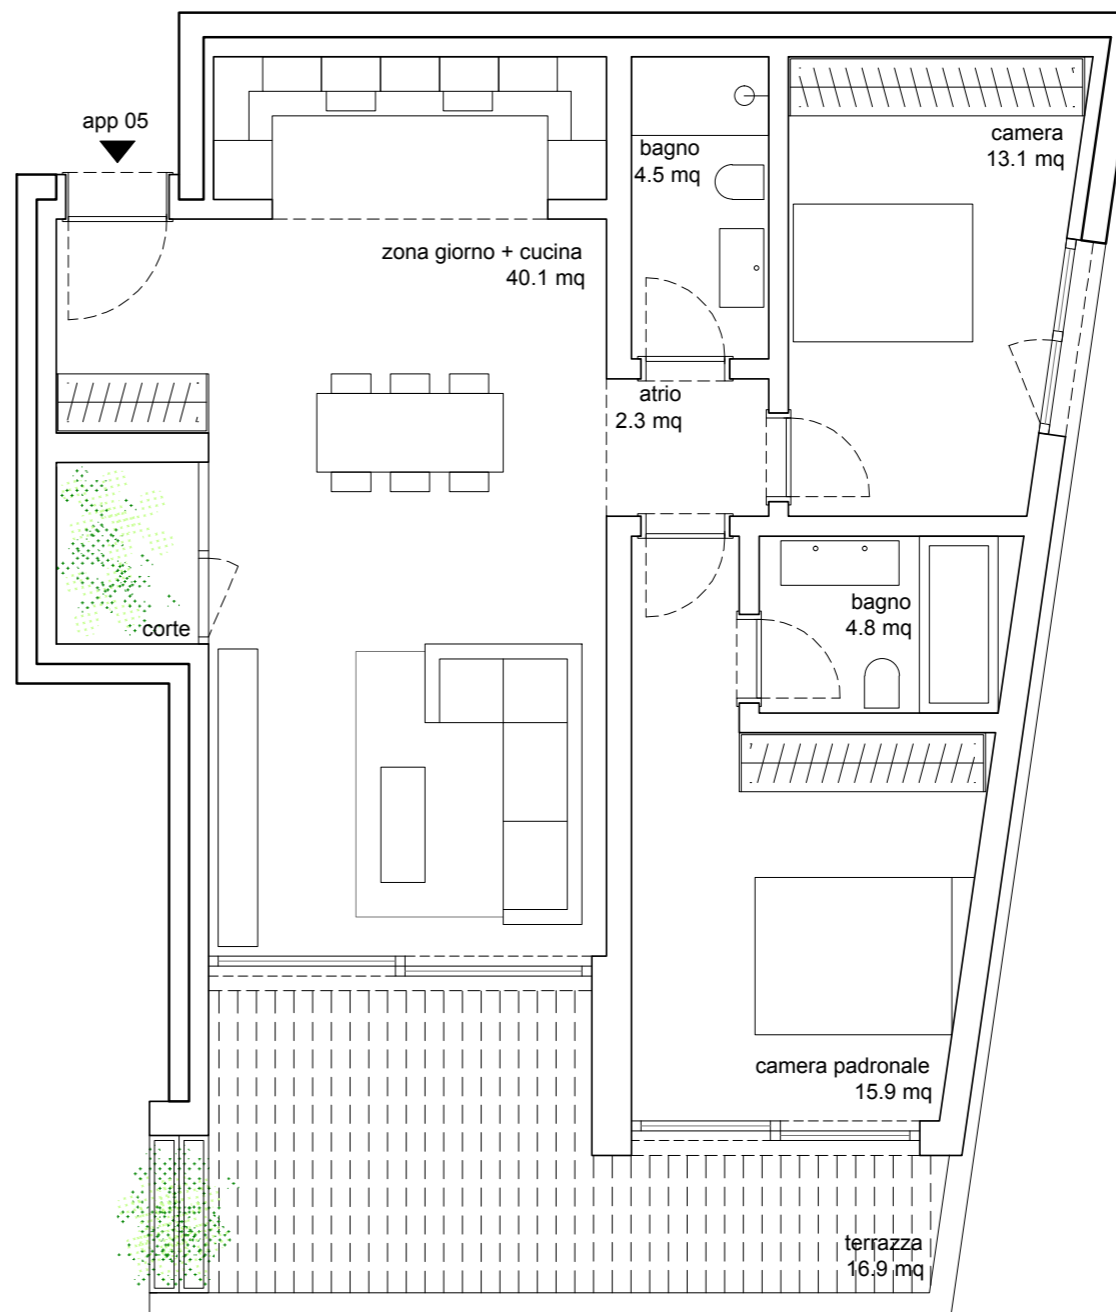 app 05
camera
13.1 mq
bagno
4.5 mq
zona giorno + cucina
40.1 mq
atrio
2.3 mq
bagno
4.8 mq
corte
camera padronale
15.9 mq
terrazza
16.9 mq